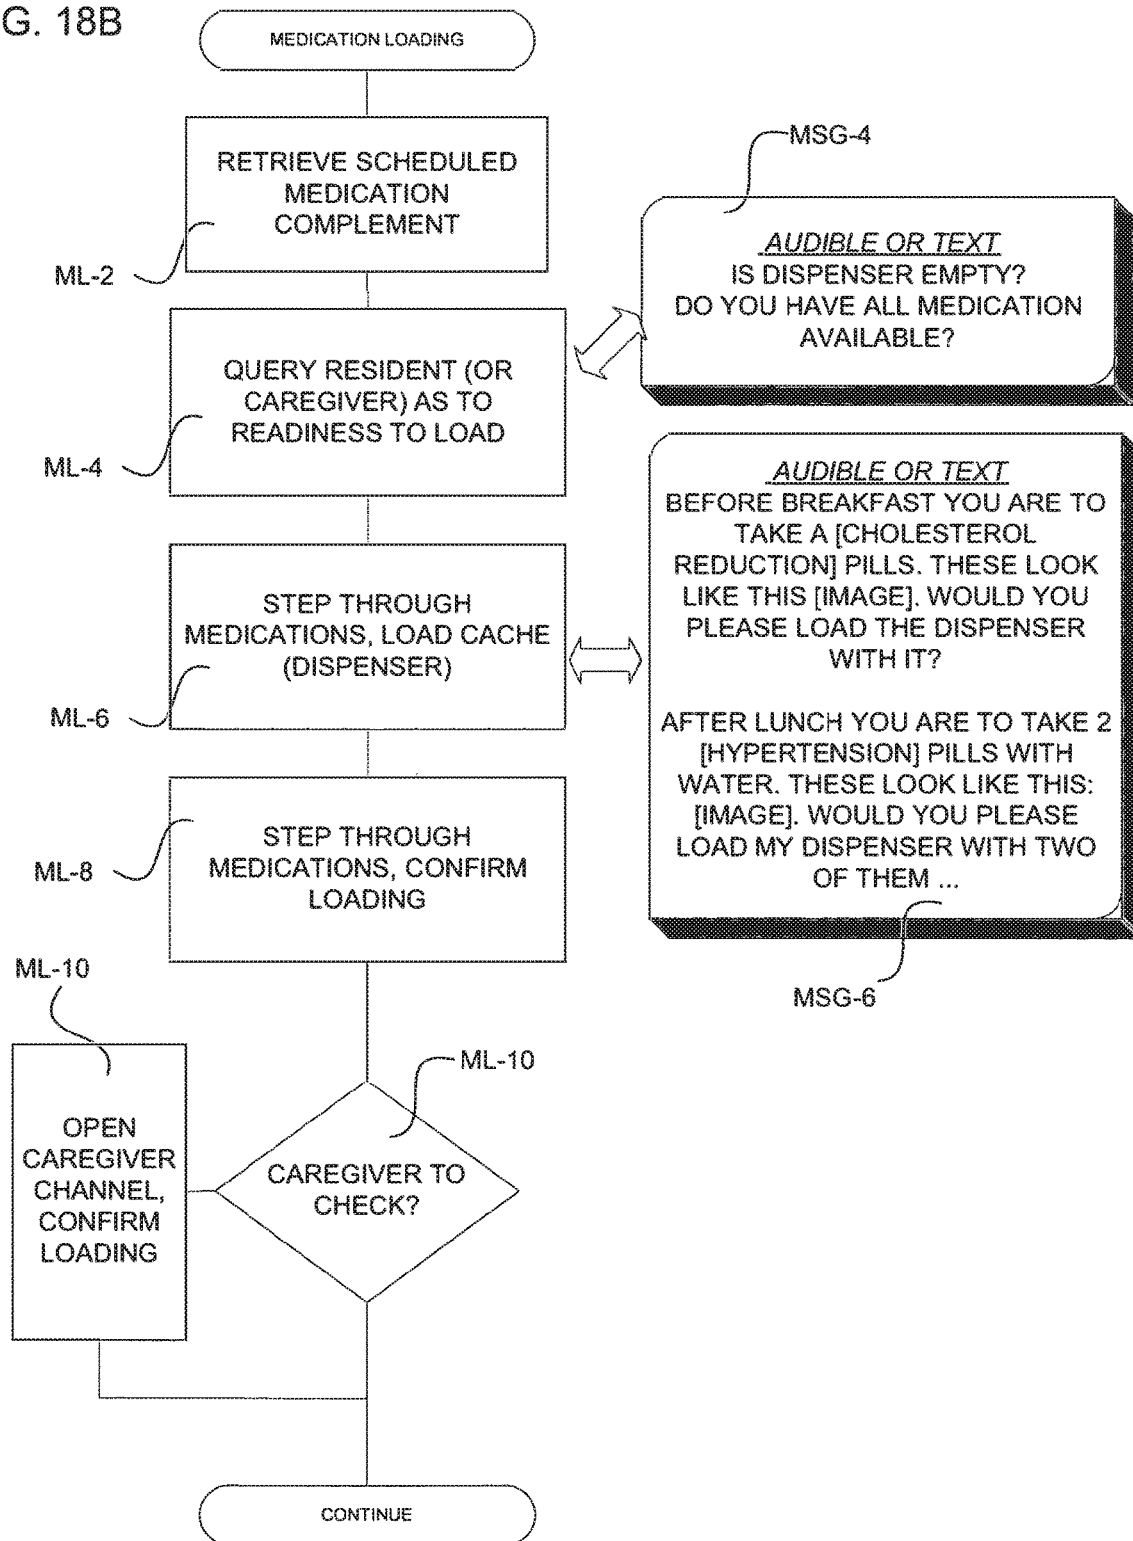 G. 18B
MEDICATION LOADING
RETRIEVE SCHEDULED
MEDICATION
COMPLEMENT
ML-2
MSG-4
AUDIBLE OR TEXT
IS DISPENSER EMPTY?
DO YOU HAVE ALL MEDICATION
AVAILABLE?
QUERY RESIDENT (OR
CAREGIVER) AS TO
READINESS TO LOAD
ML-4
AUDIBLE OR TEXT
BEFORE BREAKFAST YOU ARE TO
TAKE A [CHOLESTEROL
REDUCTION] PILLS. THESE LOOK
LIKE THIS [IMAGE]. WOULD YOU
PLEASE LOAD THE DISPENSER
WITH IT?
AFTER LUNCH YOU ARE TO TAKE 2
[HYPERTENSION] PILLS WITH
WATER. THESE LOOK LIKE THIS:
[IMAGE]. WOULD YOU PLEASE
LOAD MY DISPENSER WITH TWO
OF THEM ...
MSG-6
STEP THROUGH
MEDICATIONS, LOAD CACHE
(DISPENSER)
ML-6
STEP THROUGH
MEDICATIONS, CONFIRM
LOADING
ML-8
ML-10
OPEN
CAREGIVER
CHANNEL,
CONFIRM
LOADING
ML-10
CAREGIVER TO
CHECK?
CONTINUE